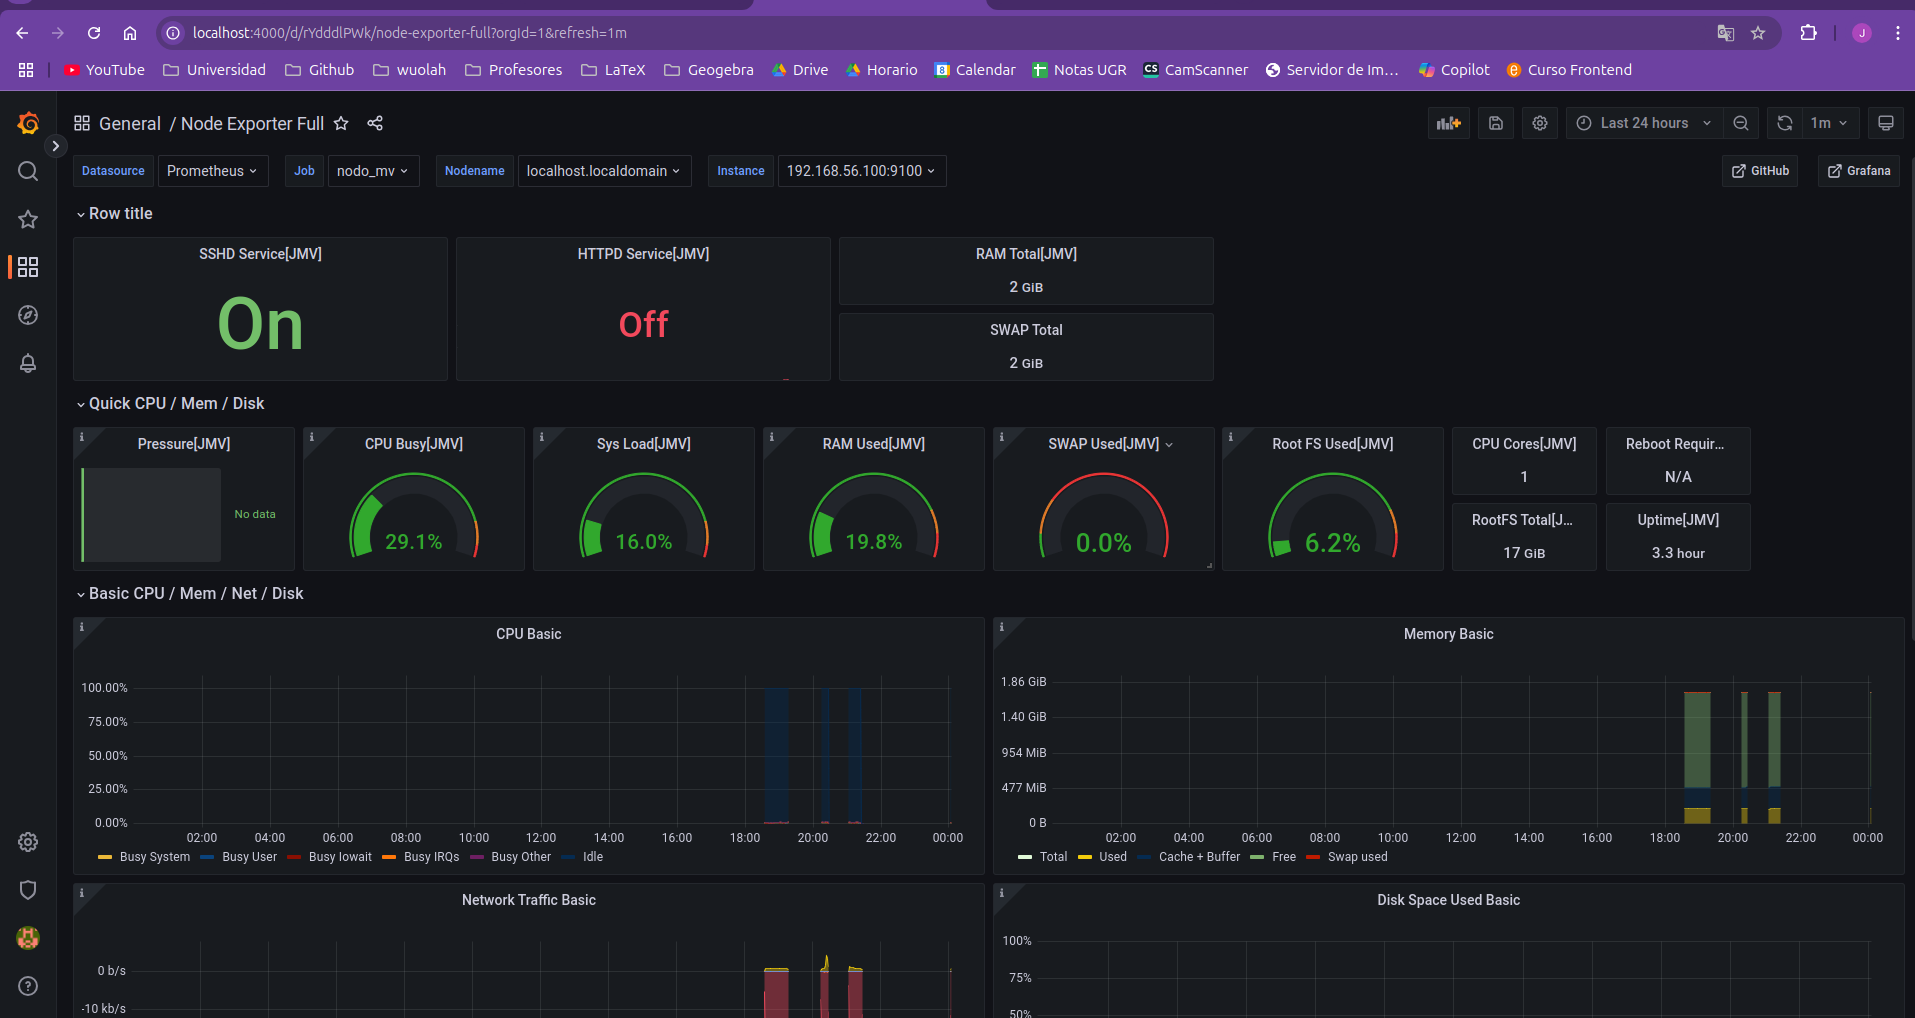 localhost:4000/d/rYdddlPWk/node-exporter-full?orgId=1&refresh=1m
J
YouTube Universidad Github wuolah Profesores LaTeX Geogebra Drive Horario Calendar Notas UGR CamScanner Servidor de Im... Copilot Curso Frontend
General / Node Exporter Full
Last 24 hours
1m
Datasource Prometheus Job nodo_mv Nodename localhost.localdomain Instance 192.168.56.100:9100 GitHub Grafana
Row title
SSHD Service[JMV]
On
HTTPD Service[JMV]
Off
RAM Total[JMV]
2 GiB
SWAP Total
2 GiB
Quick CPU / Mem / Disk
Pressure[JMV]
No data
CPU Busy[JMV]
29.1%
Sys Load[JMV]
16.0%
RAM Used[JMV]
19.8%
SWAP Used[JMV]
0.0%
Root FS Used[JMV]
6.2%
CPU Cores[JMV]
1
Reboot Requir...
N/A
RootFS Total[J...
17 GiB
Uptime[JMV]
3.3 hour
Basic CPU / Mem / Net / Disk
CPU Basic
100.00%
75.00%
50.00%
25.00%
0.00%
02:00 04:00 06:00 08:00 10:00 12:00 14:00 16:00 18:00 20:00 22:00 00:00
Busy System Busy User Busy Iowait Busy IRQs Busy Other Idle
Memory Basic
1.86 GiB
1.40 GiB
954 MiB
477 MiB
0 B
02:00 04:00 06:00 08:00 10:00 12:00 14:00 16:00 18:00 20:00 22:00 00:00
Total Used Cache + Buffer Free Swap used
Network Traffic Basic
0 b/s
-10 kb/s
Disk Space Used Basic
100%
75%
50%